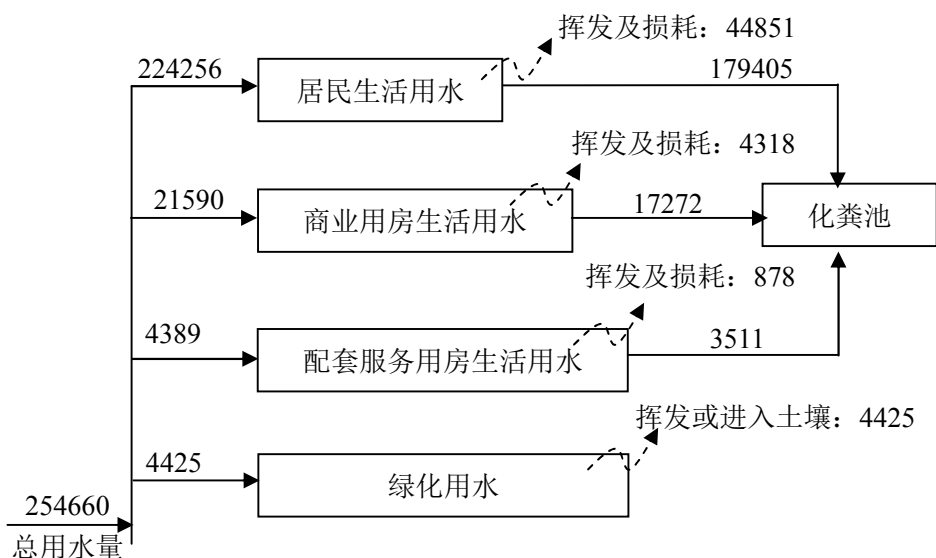 挥发及损耗：44851
224256
居民生活用水
179405
挥发及损耗：4318
21590
商业用房生活用水
17272
化粪池
挥发及损耗：878
4389
配套服务用房生活用水
3511
挥发或进入土壤：4425
4425
绿化用水
254660
总用水量